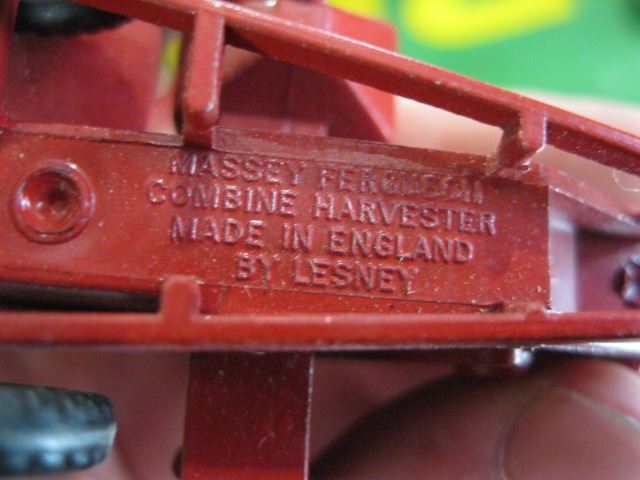 MASSEY FERGUSON
COMBINE HARVESTER
MADE IN ENGLAND
BY LESNEY